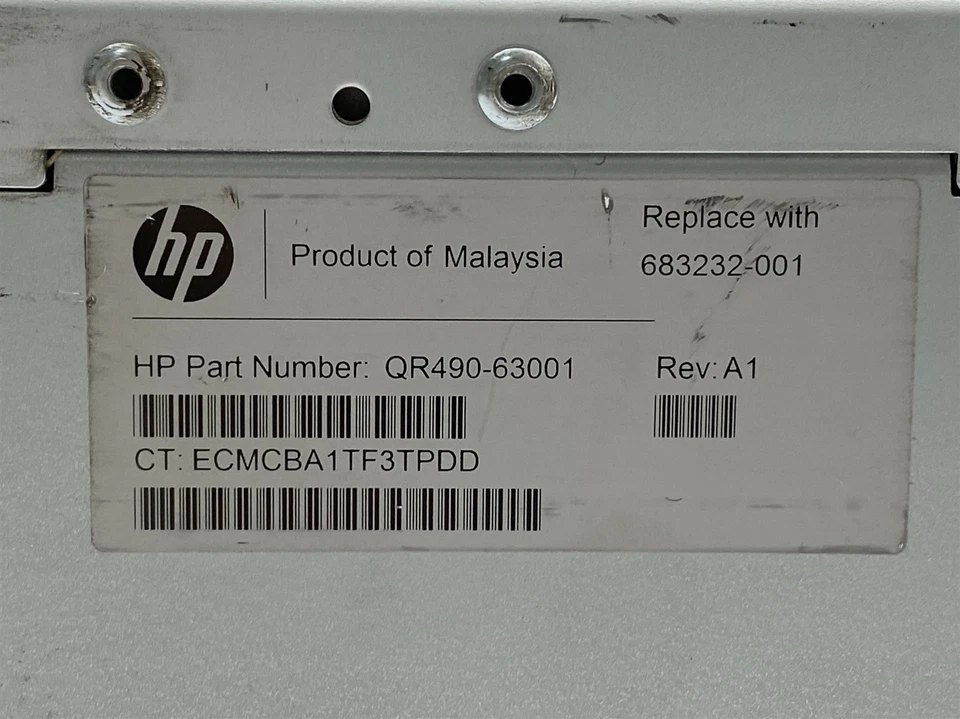 hp
Product of Malaysia
Replace with
683232-001
HP Part Number: QR490-63001
Rev: A1
CT: ECMCBA1TF3TPDD